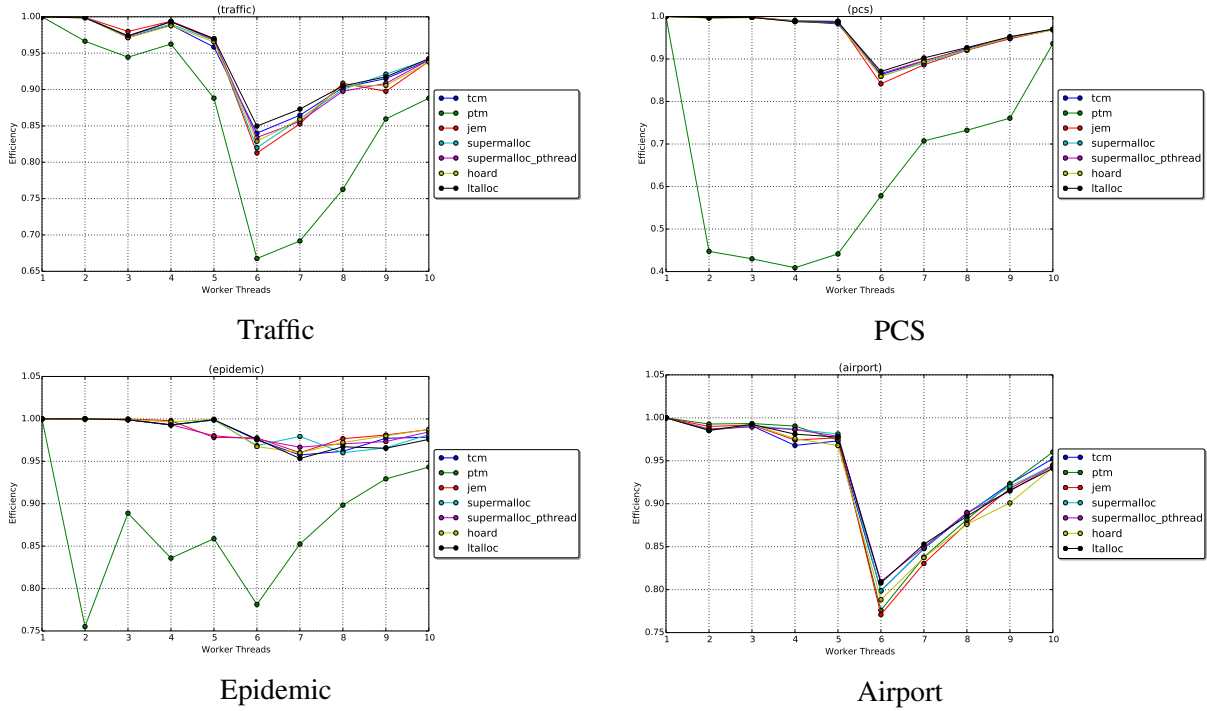 (traffic)
1.00
0.95
0.90
0.85
0.80
0.75
0.70
0.65
Efficiency
1 2 3 4 5 6 7 8 9 10
Worker Threads
tcm
ptm
jem
supermalloc
supermalloc_pthread
hoard
ltalloc
Traffic
(pcs)
1.0
0.9
0.8
0.7
0.6
0.5
0.4
Efficiency
1 2 3 4 5 6 7 8 9 10
Worker Threads
tcm
ptm
jem
supermalloc
supermalloc_pthread
hoard
ltalloc
PCS
(epidemic)
1.05
1.00
0.95
0.90
0.85
0.80
0.75
Efficiency
1 2 3 4 5 6 7 8 9 10
Worker Threads
tcm
ptm
jem
supermalloc
supermalloc_pthread
hoard
ltalloc
Epidemic
(airport)
1.05
1.00
0.95
0.90
0.85
0.80
0.75
Efficiency
1 2 3 4 5 6 7 8 9 10
Worker Threads
tcm
ptm
jem
supermalloc
supermalloc_pthread
hoard
ltalloc
Airport